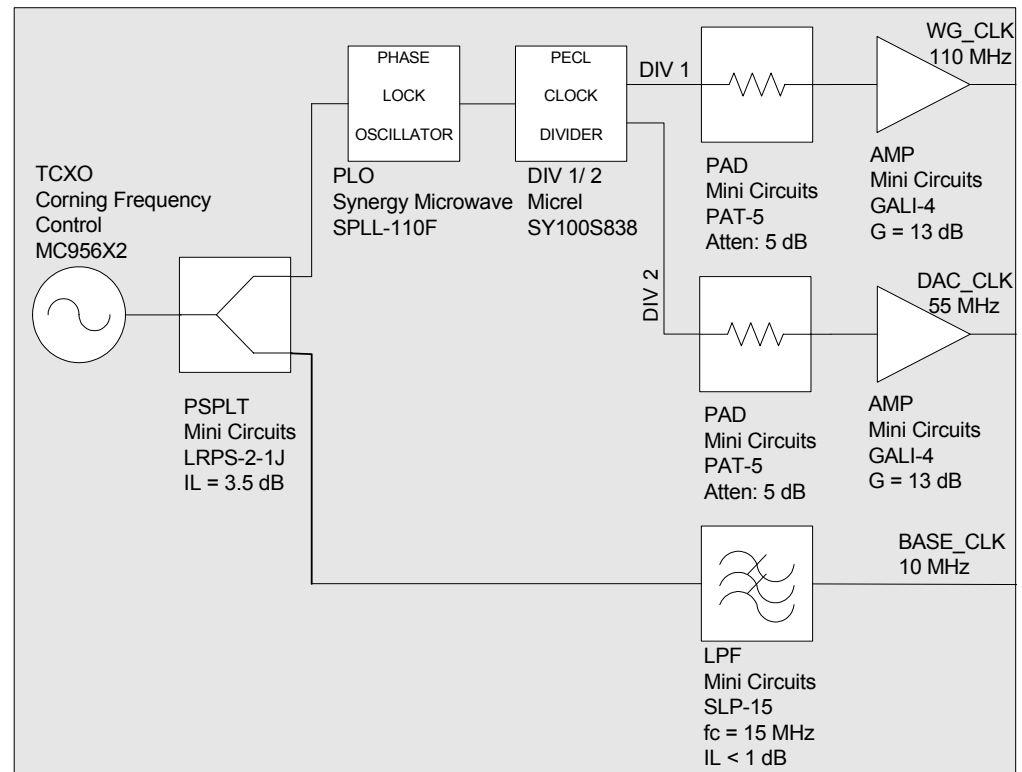 PHASE
LOCK
OSCILLATOR
PLO
Synergy Microwave
SPLL-110F
PECL
CLOCK
DIVIDER
DIV 1/ 2
Micrel
SY100S838
DIV 1
DIV 2
PAD
Mini Circuits
PAT-5
Atten: 5 dB
WG_CLK
110 MHz
AMP
Mini Circuits
GALI-4
G = 13 dB
TCXO
Corning Frequency
Control
MC956X2
PSPLT
Mini Circuits
LRPS-2-1J
IL = 3.5 dB
PAD
Mini Circuits
PAT-5
Atten: 5 dB
DAC_CLK
55 MHz
AMP
Mini Circuits
GALI-4
G = 13 dB
BASE_CLK
10 MHz
LPF
Mini Circuits
SLP-15
fc = 15 MHz
IL < 1 dB